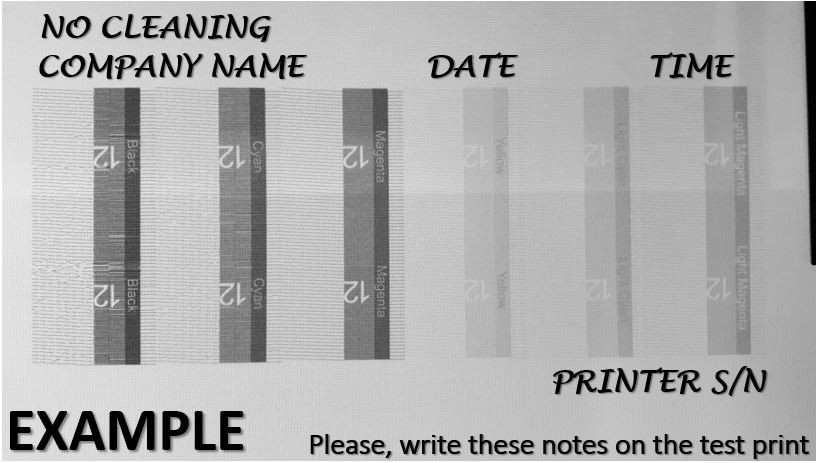 NO CLEANING
COMPANY NAME
DATE
TIME
12 Black
12 Cyan
12 Magenta
12 Yellow
12 Light Cyan
12 Light Magenta
12 Black
12 Cyan
12 Magenta
12 Yellow
12 Light Cyan
12 Light Magenta
PRINTER S/N
EXAMPLE
Please, write these notes on the test print